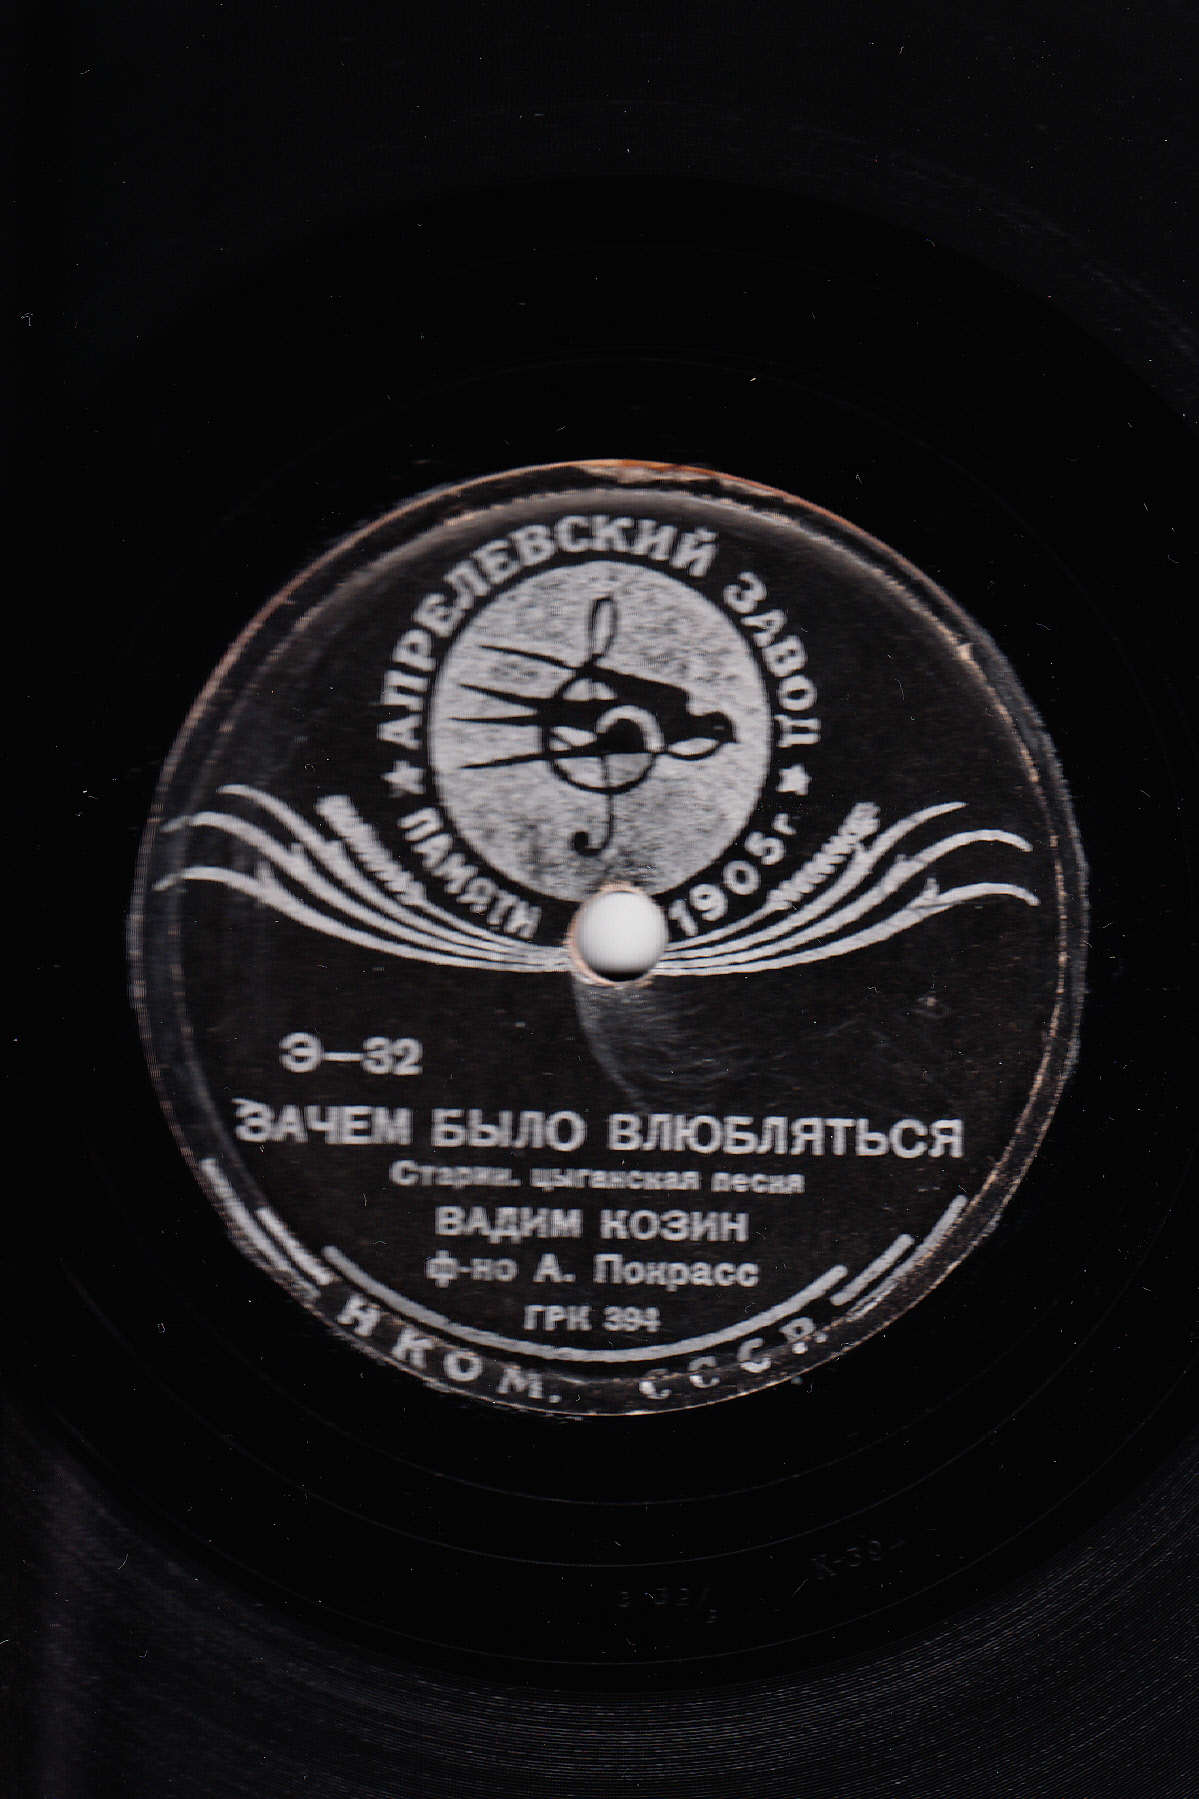 АПРЕЛЕВСКИЙ ЗАВОД
ПАМЯТИ 1905 г
Э—32
ЗАЧЕМ БЫЛО ВЛЮБЛЯТЬСЯ
Старин. цыганская песня
ВАДИМ КОЗИН
ф-но А. Покрасс
ГРК 394
НКОМ. СССР
К-394